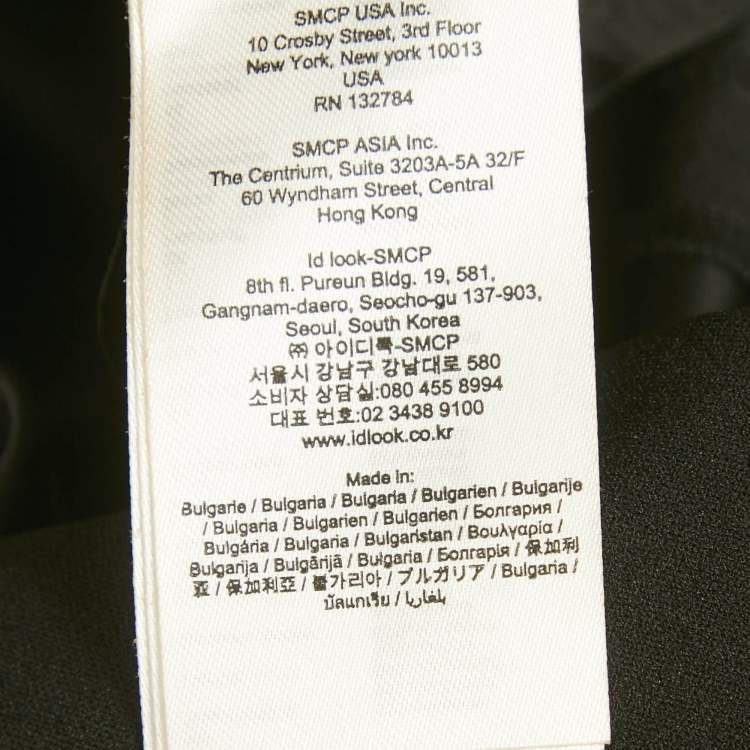 SMCP USA Inc.
10 Crosby Street, 3rd Floor
New York, New york 10013
USA
RN 132784
SMCP ASIA Inc.
The Centrium, Suite 3203A-5A 32/F
60 Wyndham Street, Central
Hong Kong
Id look-SMCP
8th fl. Pureun Bldg. 19, 581,
Gangnam-daero, Seocho-gu 137-903,
Seoul, South Korea
㈜ 아이디룩-SMCP
서울시 강남구 강남대로 580
소비자 상담실:080 455 8994
대표 번호:02 3438 9100
www.idlook.co.kr
Made in:
Bulgarie / Bulgaria / Bulgaria / Bulgarien / Bulgarije
/ Bulgaria / Bulgarien / Bulgarien / България /
Bulgária / Bulgaria / Bulgaristan / Βουλγαρία /
Bulgarija / Bulgārijā / Bulgaria / Болгарія / 保加利
亚 / 保加利亞 / 불가리아 / ブルガリア / Bulgaria /
บัลแกเรีย / بلغاريا